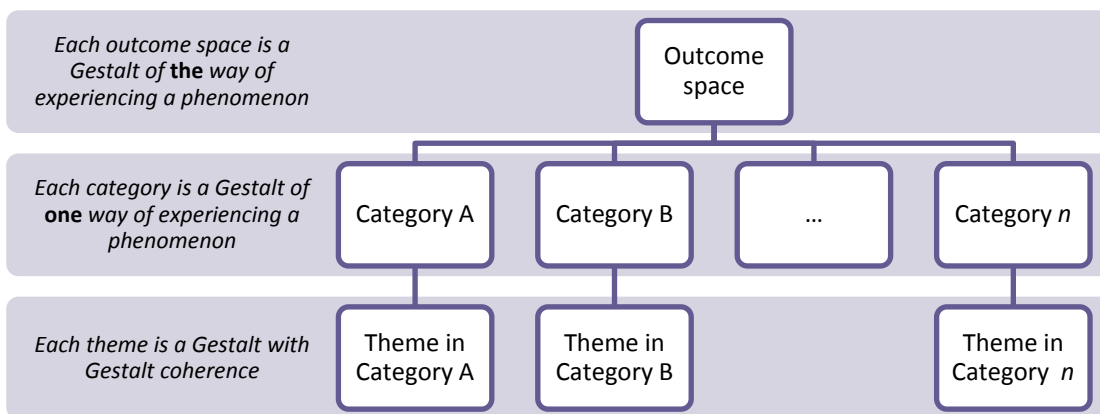 Each outcome space is a
Gestalt of the way of
experiencing a phenomenon
Outcome
space
Each category is a Gestalt of
one way of experiencing a
phenomenon
Category A
Category B
...
Category n
Each theme is a Gestalt with
Gestalt coherence
Theme in
Category A
Theme in
Category B
Theme in
Category n